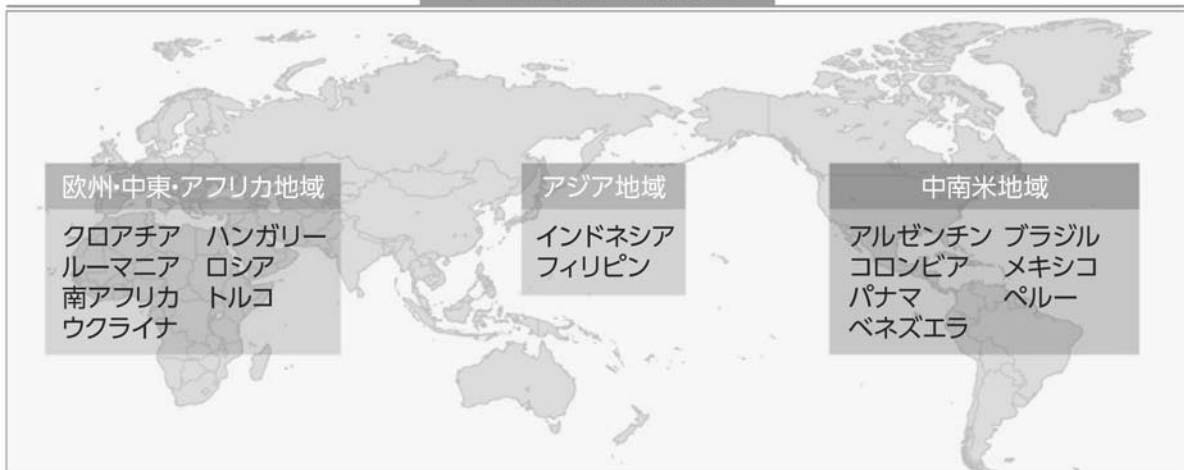 欧州・中東・アフリカ地域
クロアチア ハンガリー
ルーマニア ロシア
南アフリカ トルコ
ウクライナ
アジア地域
インドネシア
フィリピン
中南米地域
アルゼンチン ブラジル
コロンビア メキシコ
パナマ ペルー
ベネズエラ